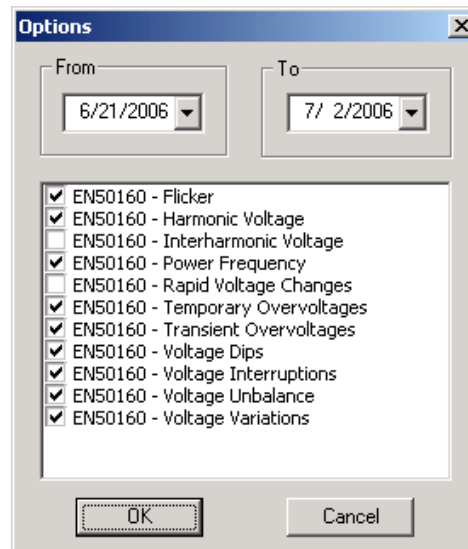 Options
From
To
6/21/2006
7/ 2/2006
EN50160 - Flicker
EN50160 - Harmonic Voltage
EN50160 - Interharmonic Voltage
EN50160 - Power Frequency
EN50160 - Rapid Voltage Changes
EN50160 - Temporary Overvoltages
EN50160 - Transient Overvoltages
EN50160 - Voltage Dips
EN50160 - Voltage Interruptions
EN50160 - Voltage Unbalance
EN50160 - Voltage Variations
OK
Cancel